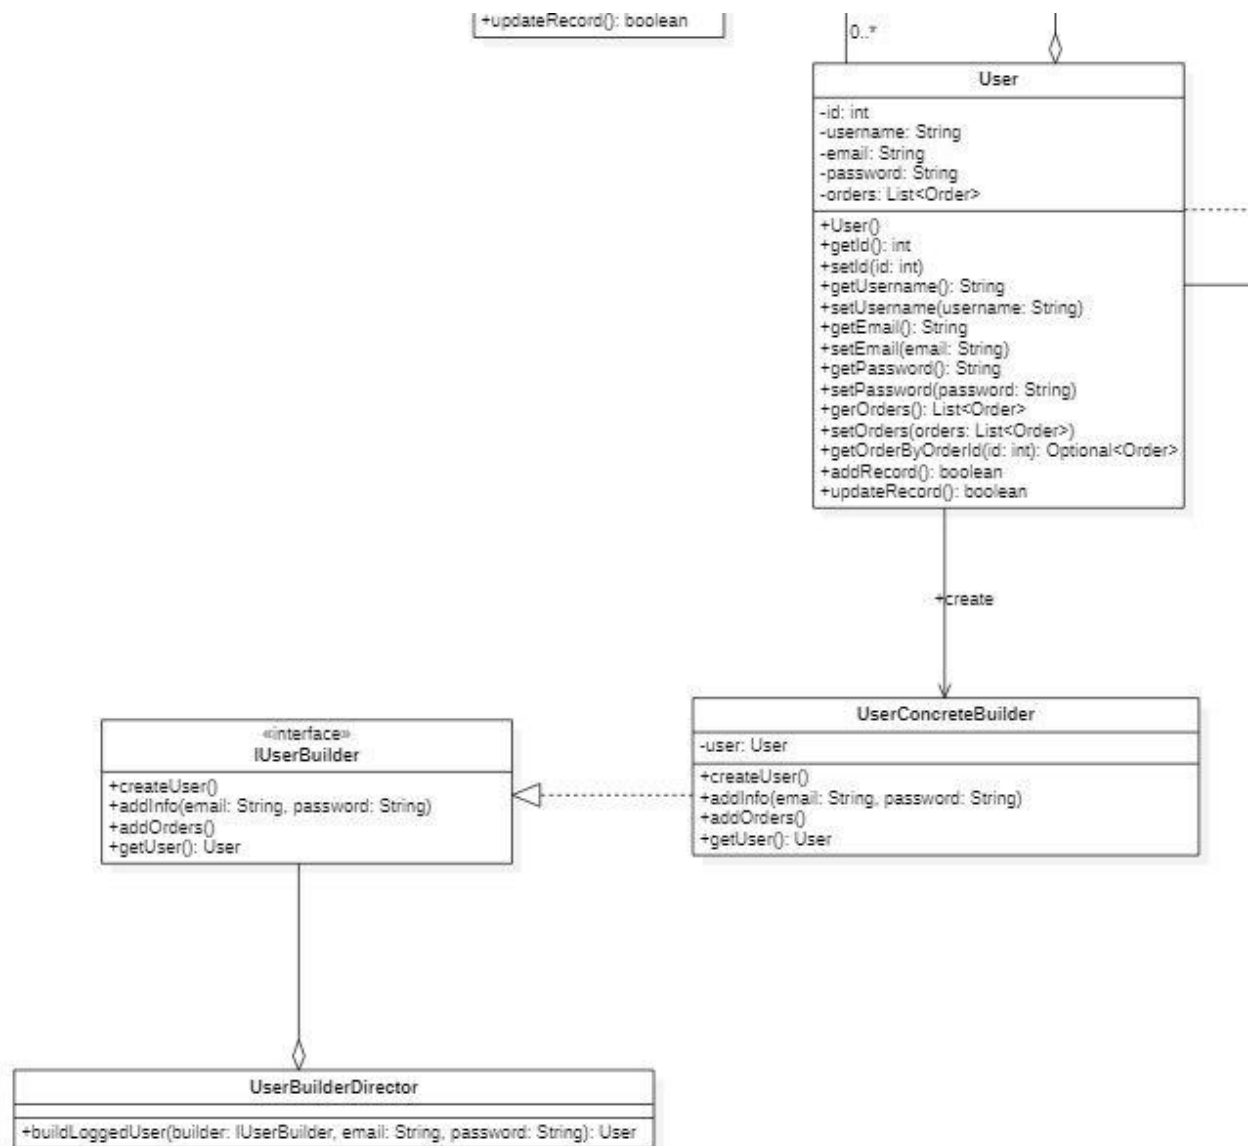 +updateRecord(): boolean
0..*
User
-id: int
-username: String
-email: String
-password: String
-orders: List<Order>
+User()
+getId(): int
+setId(id: int)
+getUsername(): String
+setUsername(username: String)
+getEmail(): String
+setEmail(email: String)
+getPassword(): String
+setPassword(password: String)
+gerOrders(): List<Order>
+setOrders(orders: List<Order>)
+getOrderByOrderId(id: int): Optional<Order>
+addRecord(): boolean
+updateRecord(): boolean
+create
«interface»
IUserBuilder
+createUser()
+addInfo(email: String, password: String)
+addOrders()
+getUser(): User
UserConcreteBuilder
-user: User
+createUser()
+addInfo(email: String, password: String)
+addOrders()
+getUser(): User
UserBuilderDirector
+buildLoggedUser(builder: IUserBuilder, email: String, password: String): User